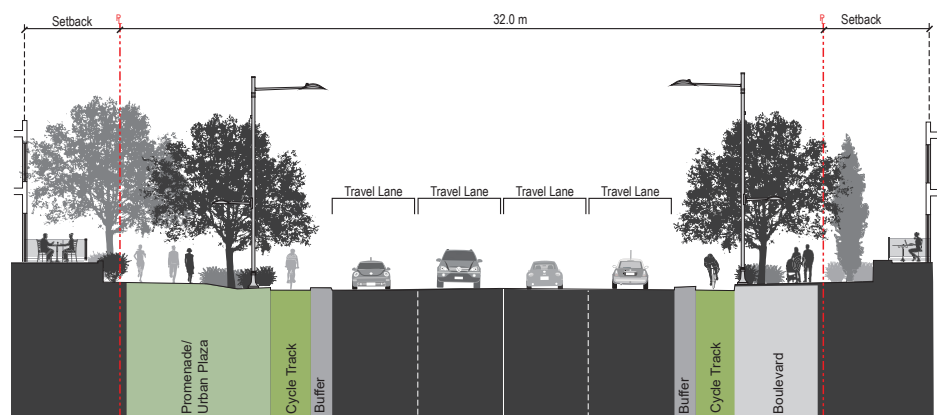 Setback
32.0 m
Setback
Travel Lane
Travel Lane
Travel Lane
Travel Lane
Promenade/
Urban Plaza
Cycle Track
Buffer
Buffer
Cycle Track
Boulevard